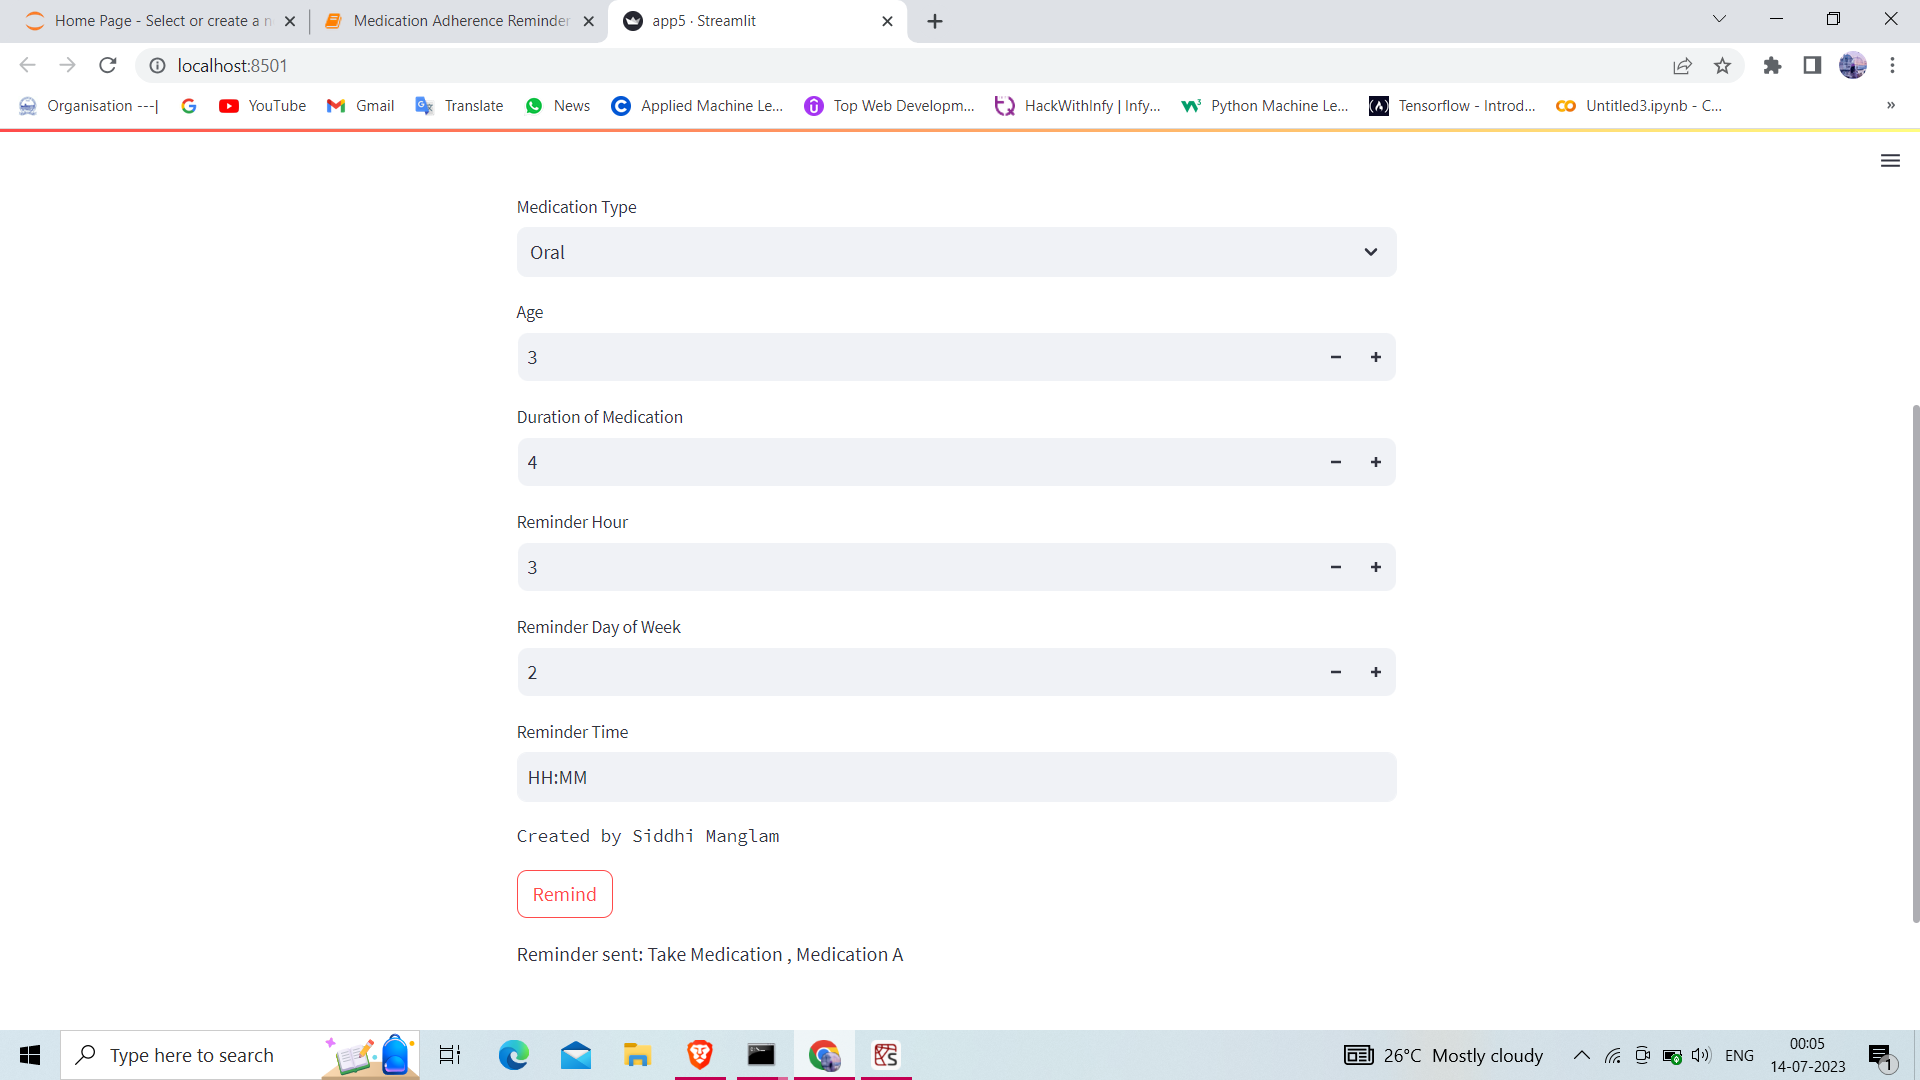 Home Page - Select or create a n
Medication Adherence Reminder
app5 · Streamlit
localhost:8501
Organisation ---|
YouTube
Gmail
Translate
News
Applied Machine Le...
Top Web Developm...
HackWithInfy | Infy...
Python Machine Le...
Tensorflow - Introd...
Untitled3.ipynb - C...
»
Medication Type
Oral
Age
3
Duration of Medication
4
Reminder Hour
3
Reminder Day of Week
2
Reminder Time
HH:MM
Created by Siddhi Manglam
Remind
Reminder sent: Take Medication , Medication A
Type here to search
26°C Mostly cloudy
ENG
00:05
14-07-2023
1